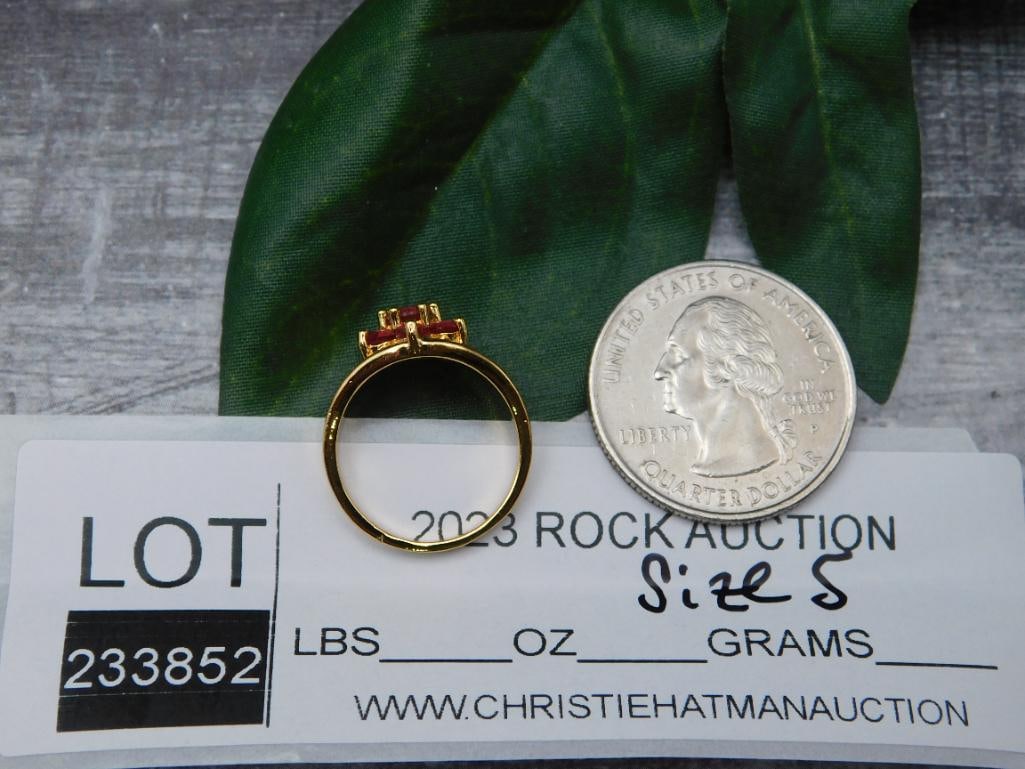 UNITED STATES OF AMERICA
IN
GOD WE
TRUST
P
LIBERTY
QUARTER DOLLAR
LOT
2023 ROCK AUCTION
Size 5
233852
LBS_____OZ_____GRAMS_____
WWW.CHRISTIEHATMANAUCTION